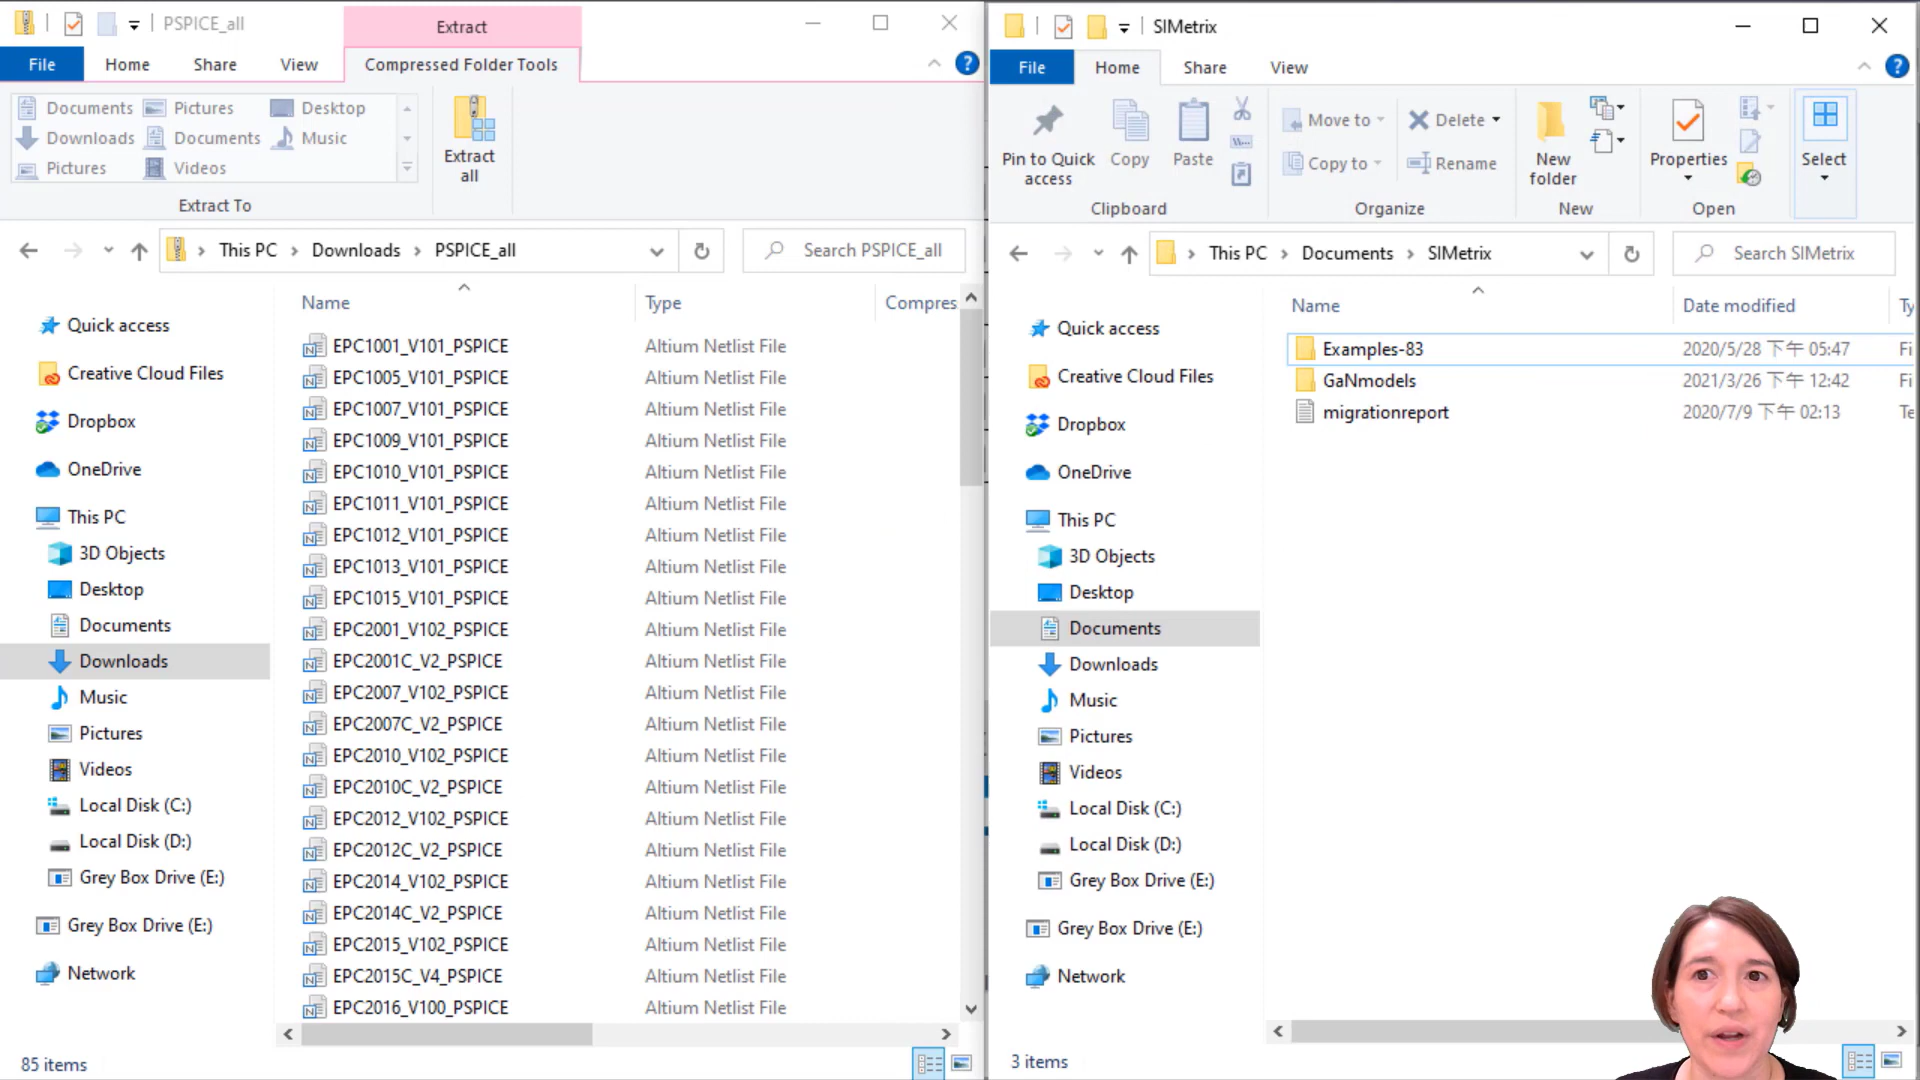 PSPICE_all
Extract
File
Home
Share
View
Compressed Folder Tools
Documents
Pictures
Desktop
Downloads
Documents
Music
Pictures
Videos
Extract all
Extract To
This PC > Downloads > PSPICE_all
Search PSPICE_all
Quick access
Creative Cloud Files
Dropbox
OneDrive
This PC
3D Objects
Desktop
Documents
Downloads
Music
Pictures
Videos
Local Disk (C:)
Local Disk (D:)
Grey Box Drive (E:)
Grey Box Drive (E:)
Network
Name Type Compres
EPC1001_V101_PSPICE Altium Netlist File
EPC1005_V101_PSPICE Altium Netlist File
EPC1007_V101_PSPICE Altium Netlist File
EPC1009_V101_PSPICE Altium Netlist File
EPC1010_V101_PSPICE Altium Netlist File
EPC1011_V101_PSPICE Altium Netlist File
EPC1012_V101_PSPICE Altium Netlist File
EPC1013_V101_PSPICE Altium Netlist File
EPC1015_V101_PSPICE Altium Netlist File
EPC2001_V102_PSPICE Altium Netlist File
EPC2001C_V2_PSPICE Altium Netlist File
EPC2007_V102_PSPICE Altium Netlist File
EPC2007C_V2_PSPICE Altium Netlist File
EPC2010_V102_PSPICE Altium Netlist File
EPC2010C_V2_PSPICE Altium Netlist File
EPC2012_V102_PSPICE Altium Netlist File
EPC2012C_V2_PSPICE Altium Netlist File
EPC2014_V102_PSPICE Altium Netlist File
EPC2014C_V2_PSPICE Altium Netlist File
EPC2015_V102_PSPICE Altium Netlist File
EPC2015C_V4_PSPICE Altium Netlist File
EPC2016_V100_PSPICE Altium Netlist File
85 items
SIMetrix
File
Home
Share
View
Pin to Quick access
Copy
Paste
Clipboard
Move to
Copy to
Delete
Rename
Organize
New folder
New
Properties
Open
Select
This PC > Documents > SIMetrix
Search SIMetrix
Quick access
Creative Cloud Files
Dropbox
OneDrive
This PC
3D Objects
Desktop
Documents
Downloads
Music
Pictures
Videos
Local Disk (C:)
Local Disk (D:)
Grey Box Drive (E:)
Grey Box Drive (E:)
Network
Name Date modified Ty
Examples-83 2020/5/28 下午 05:47 Fi
GaNmodels 2021/3/26 下午 12:42 Fi
migrationreport 2020/7/9 下午 02:13 Te
3 items